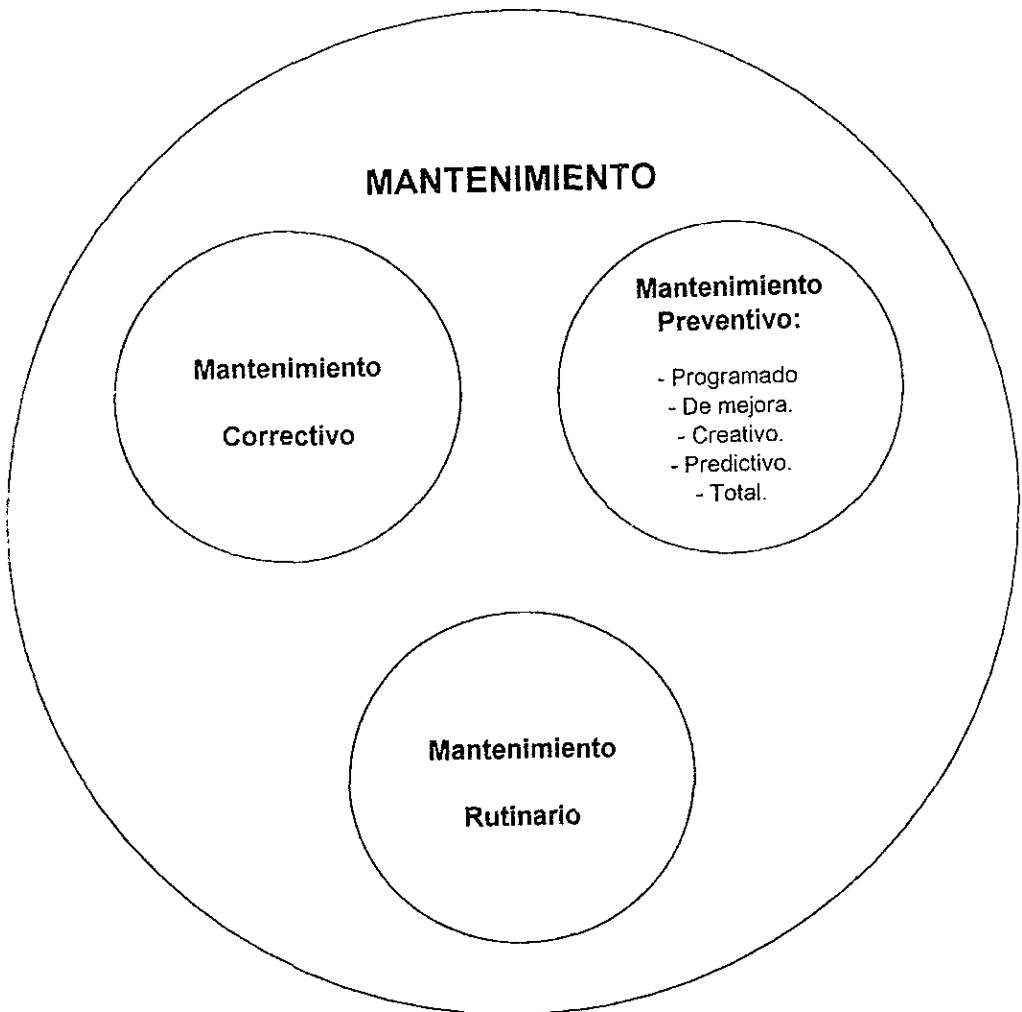 MANTENIMIENTO
Mantenimiento
Correctivo
Mantenimiento
Preventivo:
- Programado
- De mejora.
- Creativo.
- Predictivo.
- Total.
Mantenimiento
Rutinario